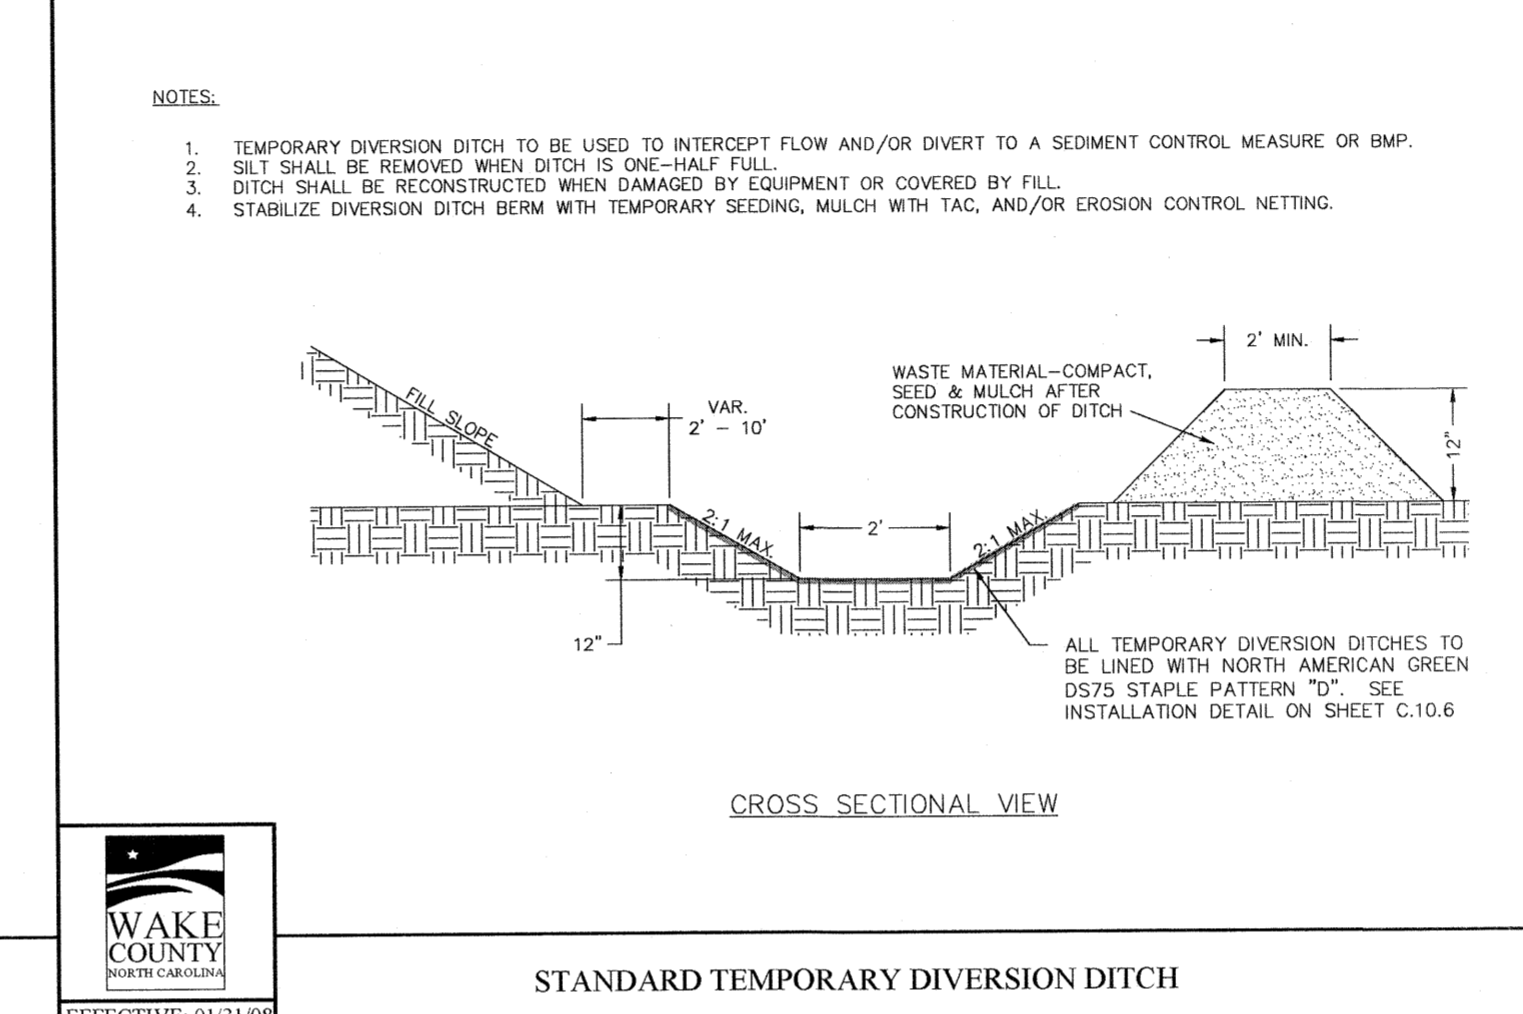 NOTES:
1. TEMPORARY DIVERSION DITCH TO BE USED TO INTERCEPT FLOW AND/OR DIVERT TO A SEDIMENT CONTROL MEASURE OR BMP.
2. SILT SHALL BE REMOVED WHEN DITCH IS ONE-HALF FULL.
3. DITCH SHALL BE RECONSTRUCTED WHEN DAMAGED BY EQUIPMENT OR COVERED BY FILL.
4. STABILIZE DIVERSION DITCH BERM WITH TEMPORARY SEEDING, MULCH WITH TAC, AND/OR EROSION CONTROL NETTING.
2' MIN.
WASTE MATERIAL-COMPACT,
SEED & MULCH AFTER
CONSTRUCTION OF DITCH
FILL SLOPE
VAR.
2' - 10'
12"
2:1 MAX.
2'
2:1 MAX.
12"
ALL TEMPORARY DIVERSION DITCHES TO
BE LINED WITH NORTH AMERICAN GREEN
DS75 STAPLE PATTERN "D". SEE
INSTALLATION DETAIL ON SHEET C.10.6
CROSS SECTIONAL VIEW
WAKE
COUNTY
NORTH CAROLINA
STANDARD TEMPORARY DIVERSION DITCH
EFFECTIVE: 01/31/08